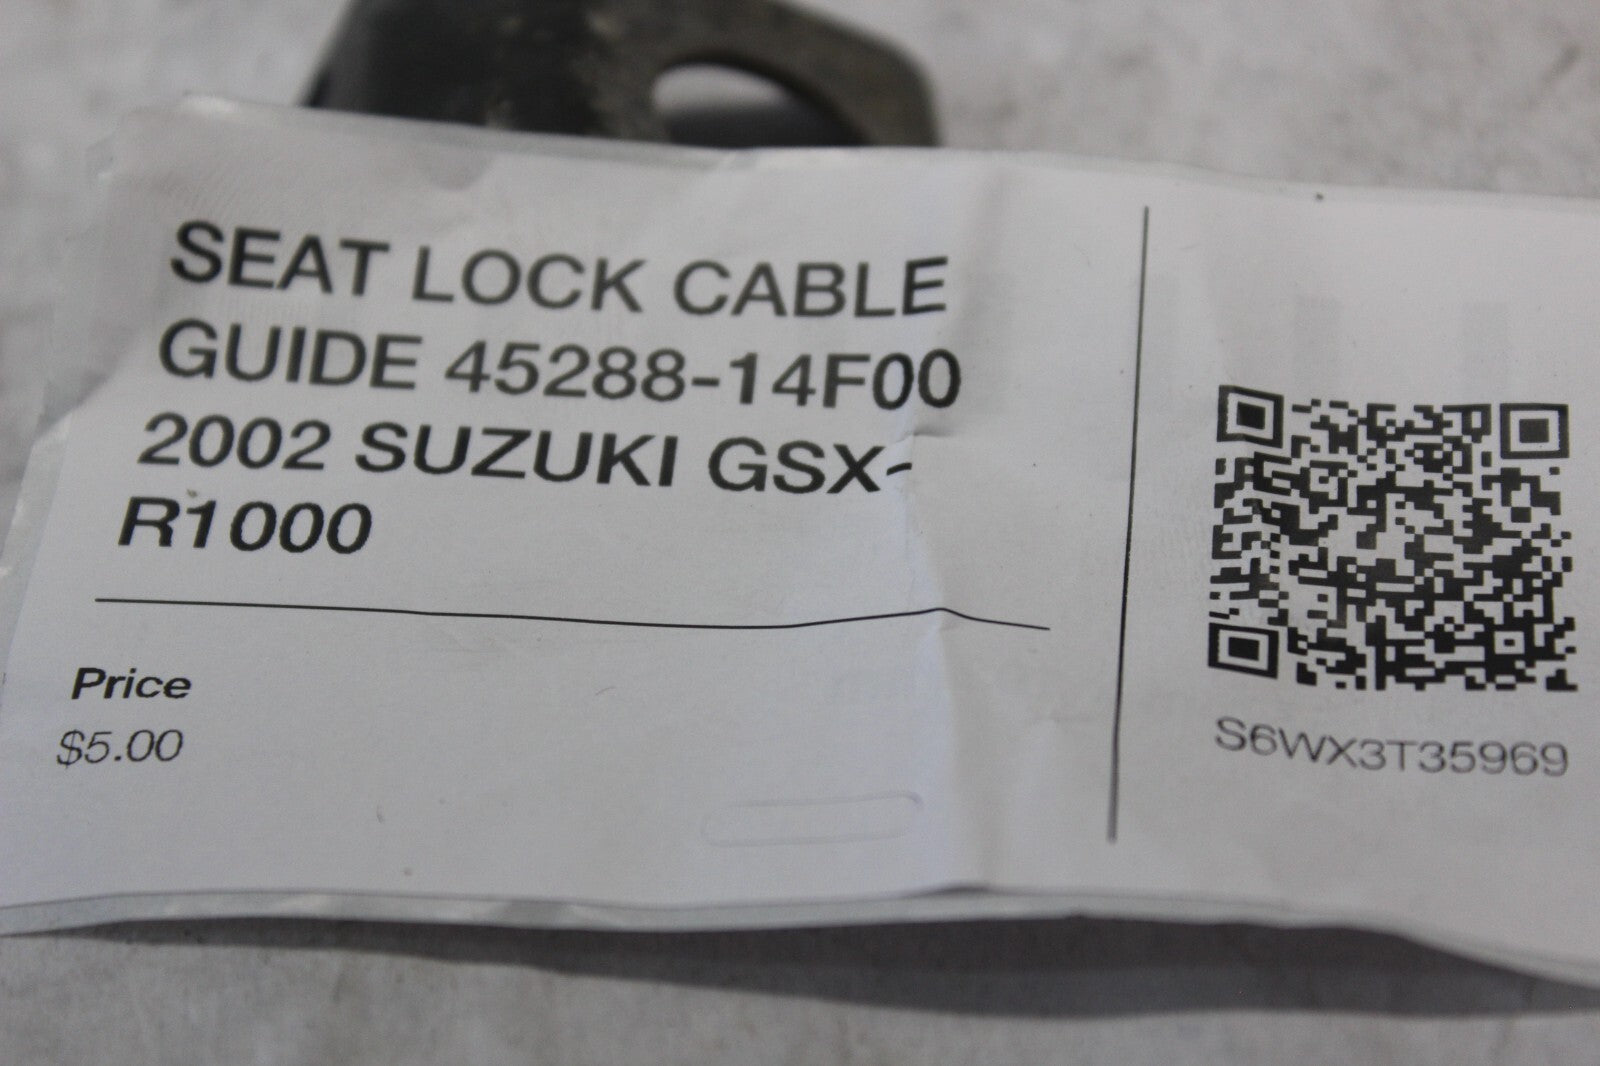 SEAT LOCK CABLE
GUIDE 45288-14F00
2002 SUZUKI GSX-
R1000
Price
$5.00
S6WX3T35969